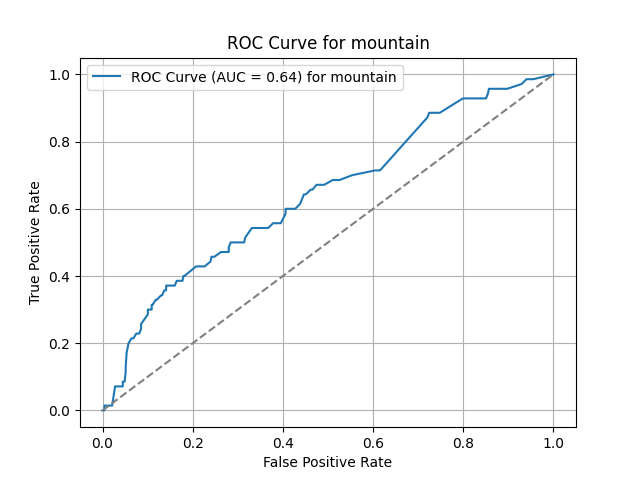 ROC Curve for mountain
ROC Curve (AUC = 0.64) for mountain
1.0
0.8
0.6
0.4
0.2
0.0
True Positive Rate
0.0 0.2 0.4 0.6 0.8 1.0
False Positive Rate